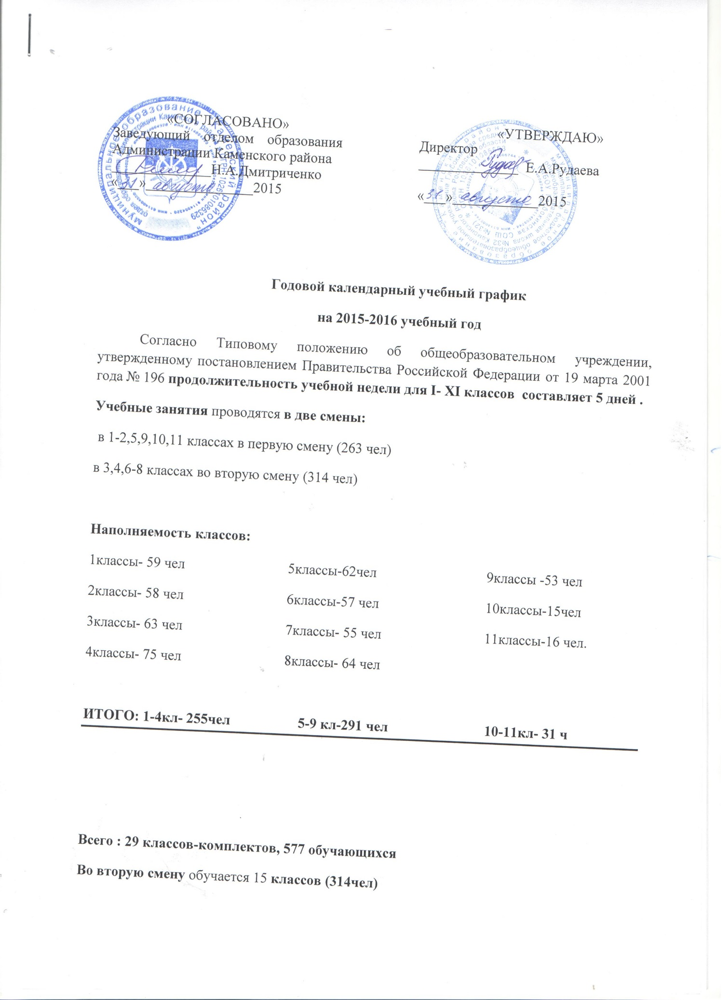 «СОГЛАСОВАНО»
Заведующий отделом образования
Администрации Каменского района
Н.А.Дмитриченко
«31» августа 2015
«УТВЕРЖДАЮ»
Директор
Е.А.Рудаева
«31» августа 2015
Годовой календарный учебный график
на 2015-2016 учебный год
Согласно Типовому положению об общеобразовательном учреждении,
утвержденному постановлением Правительства Российской Федерации от 19 марта 2001
года № 196 продолжительность учебной недели для I- XI классов составляет 5 дней .
Учебные занятия проводятся в две смены:
в 1-2,5,9,10,11 классах в первую смену (263 чел)
в 3,4,6-8 классах во вторую смену (314 чел)
Наполняемость классов:
1классы- 59 чел
2классы- 58 чел
3классы- 63 чел
4классы- 75 чел
5классы-62чел
6классы-57 чел
7классы- 55 чел
8классы- 64 чел
9классы -53 чел
10классы-15чел
11классы-16 чел.
ИТОГО: 1-4кл- 255чел 5-9 кл-291 чел 10-11кл- 31 ч
Всего : 29 классов-комплектов, 577 обучающихся
Во вторую смену обучается 15 классов (314чел)